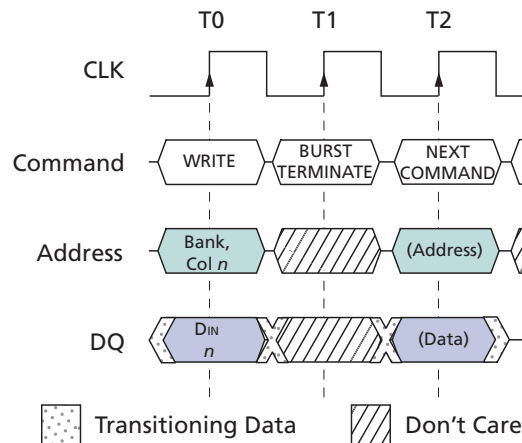 T0 T1 T2
CLK
Command WRITE BURST TERMINATE NEXT COMMAND
Address Bank, Col n (Address)
DQ DIN n (Data)
Transitioning Data Don't Care